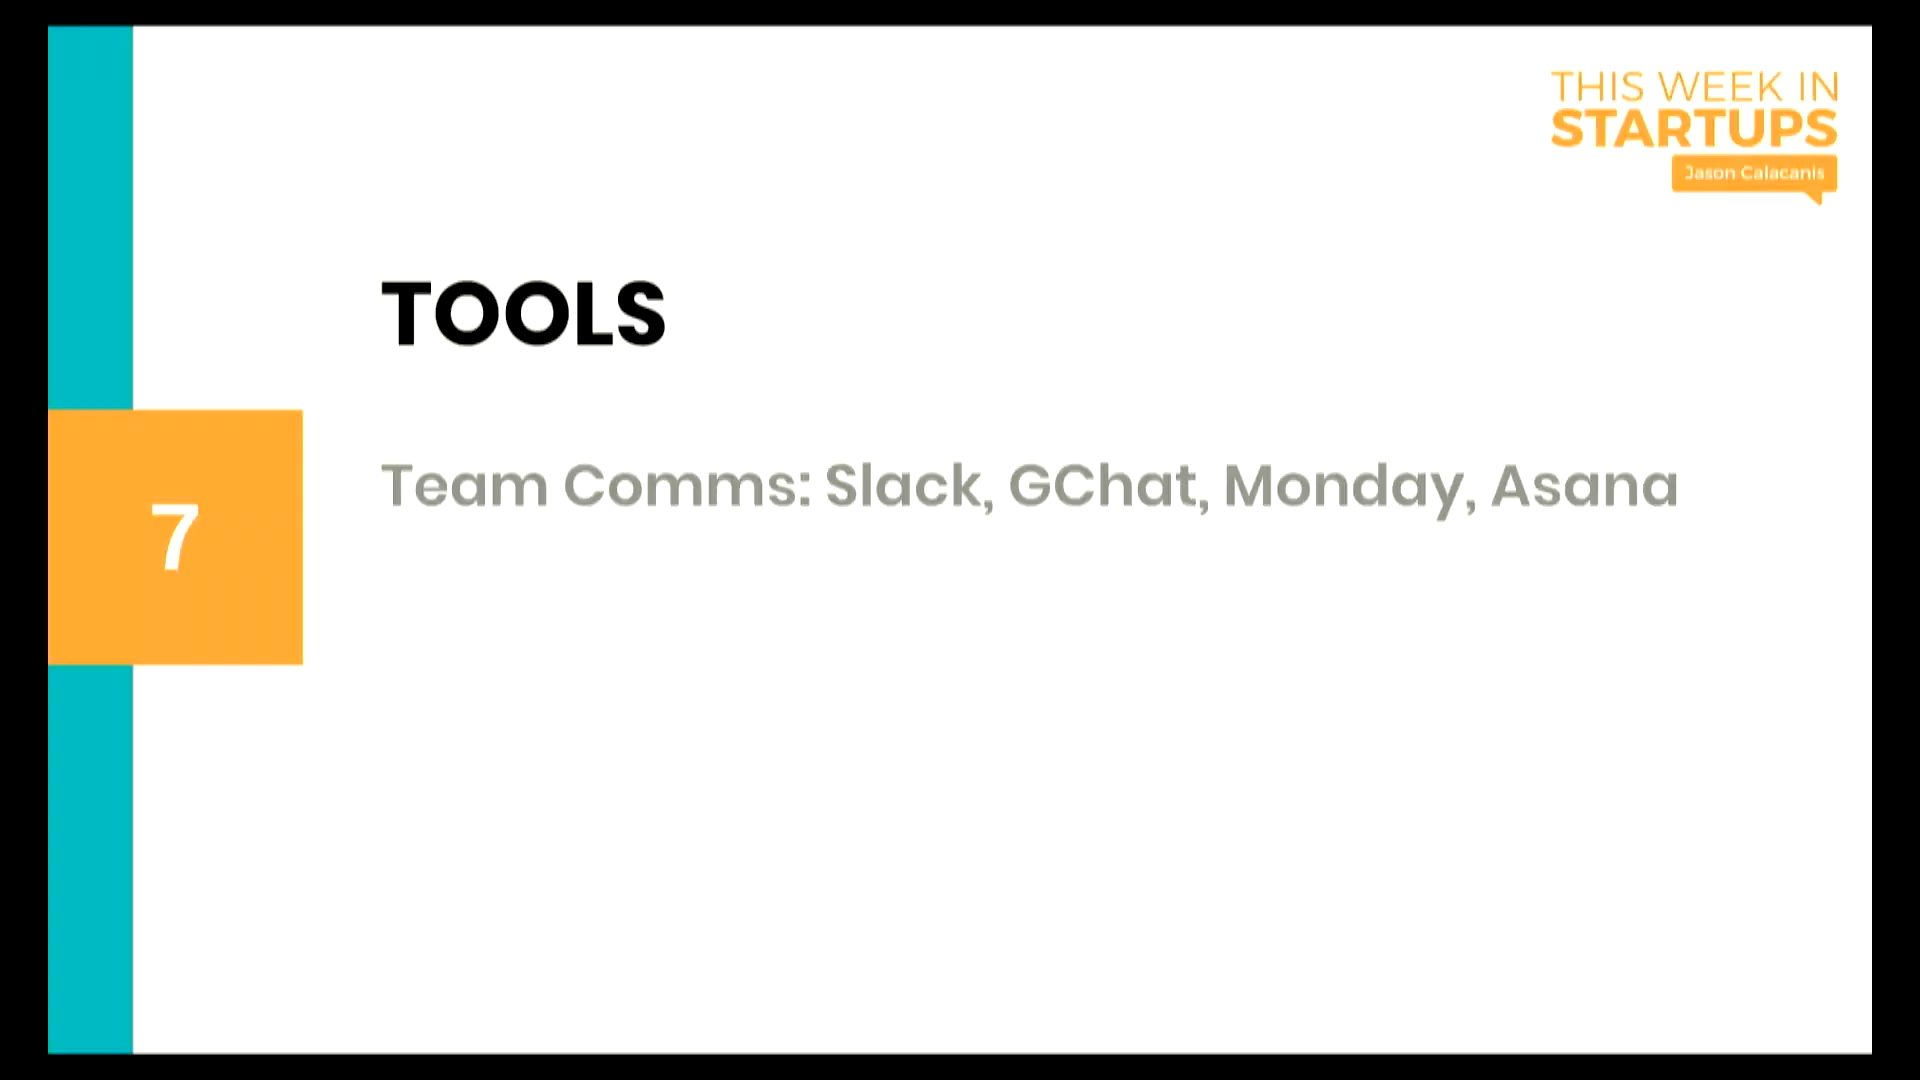 THIS WEEK IN
STARTUPS
Jason Calacanis
TOOLS
Team Comms: Slack, GChat, Monday, Asana
7